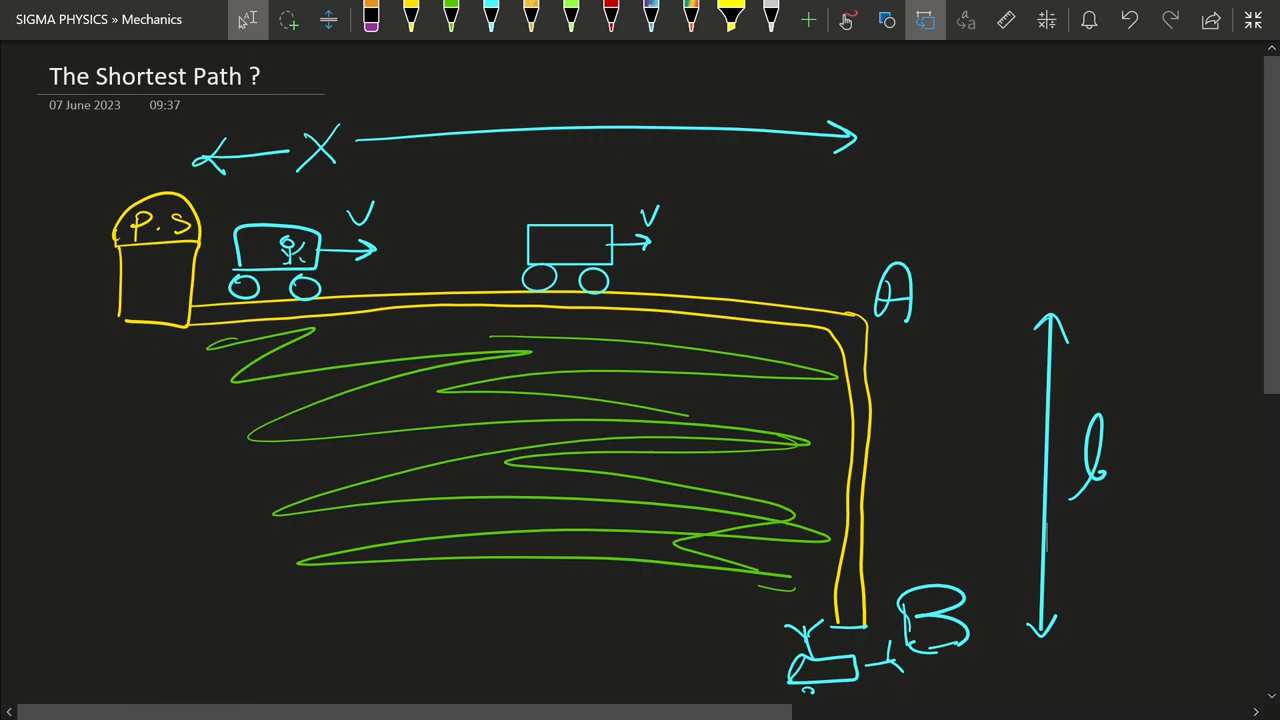 SIGMA PHYSICS » Mechanics
The Shortest Path ?
07 June 2023 09:37
X
P.S
V
V
A
l
B